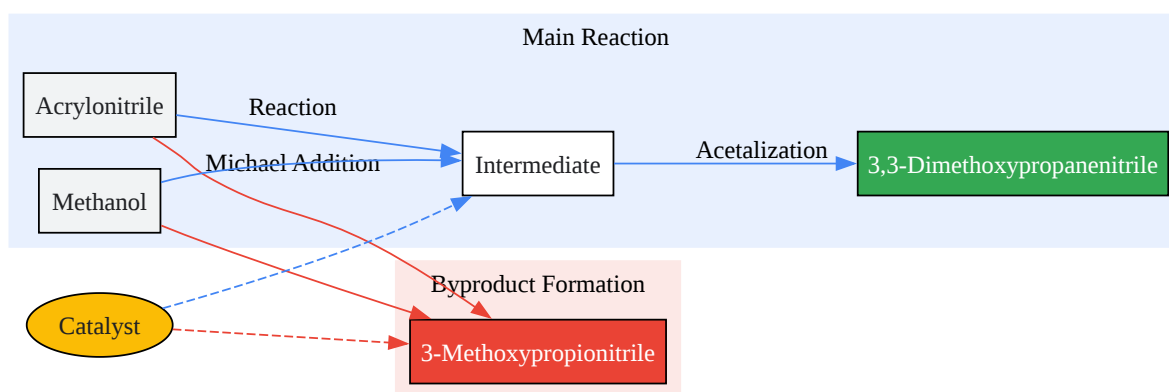 Main Reaction
Acrylonitrile
Reaction
Michael Addition
Methanol
Intermediate
Acetalization
3,3-Dimethoxypropanenitrile
Catalyst
Byproduct Formation
3-Methoxypropionitrile